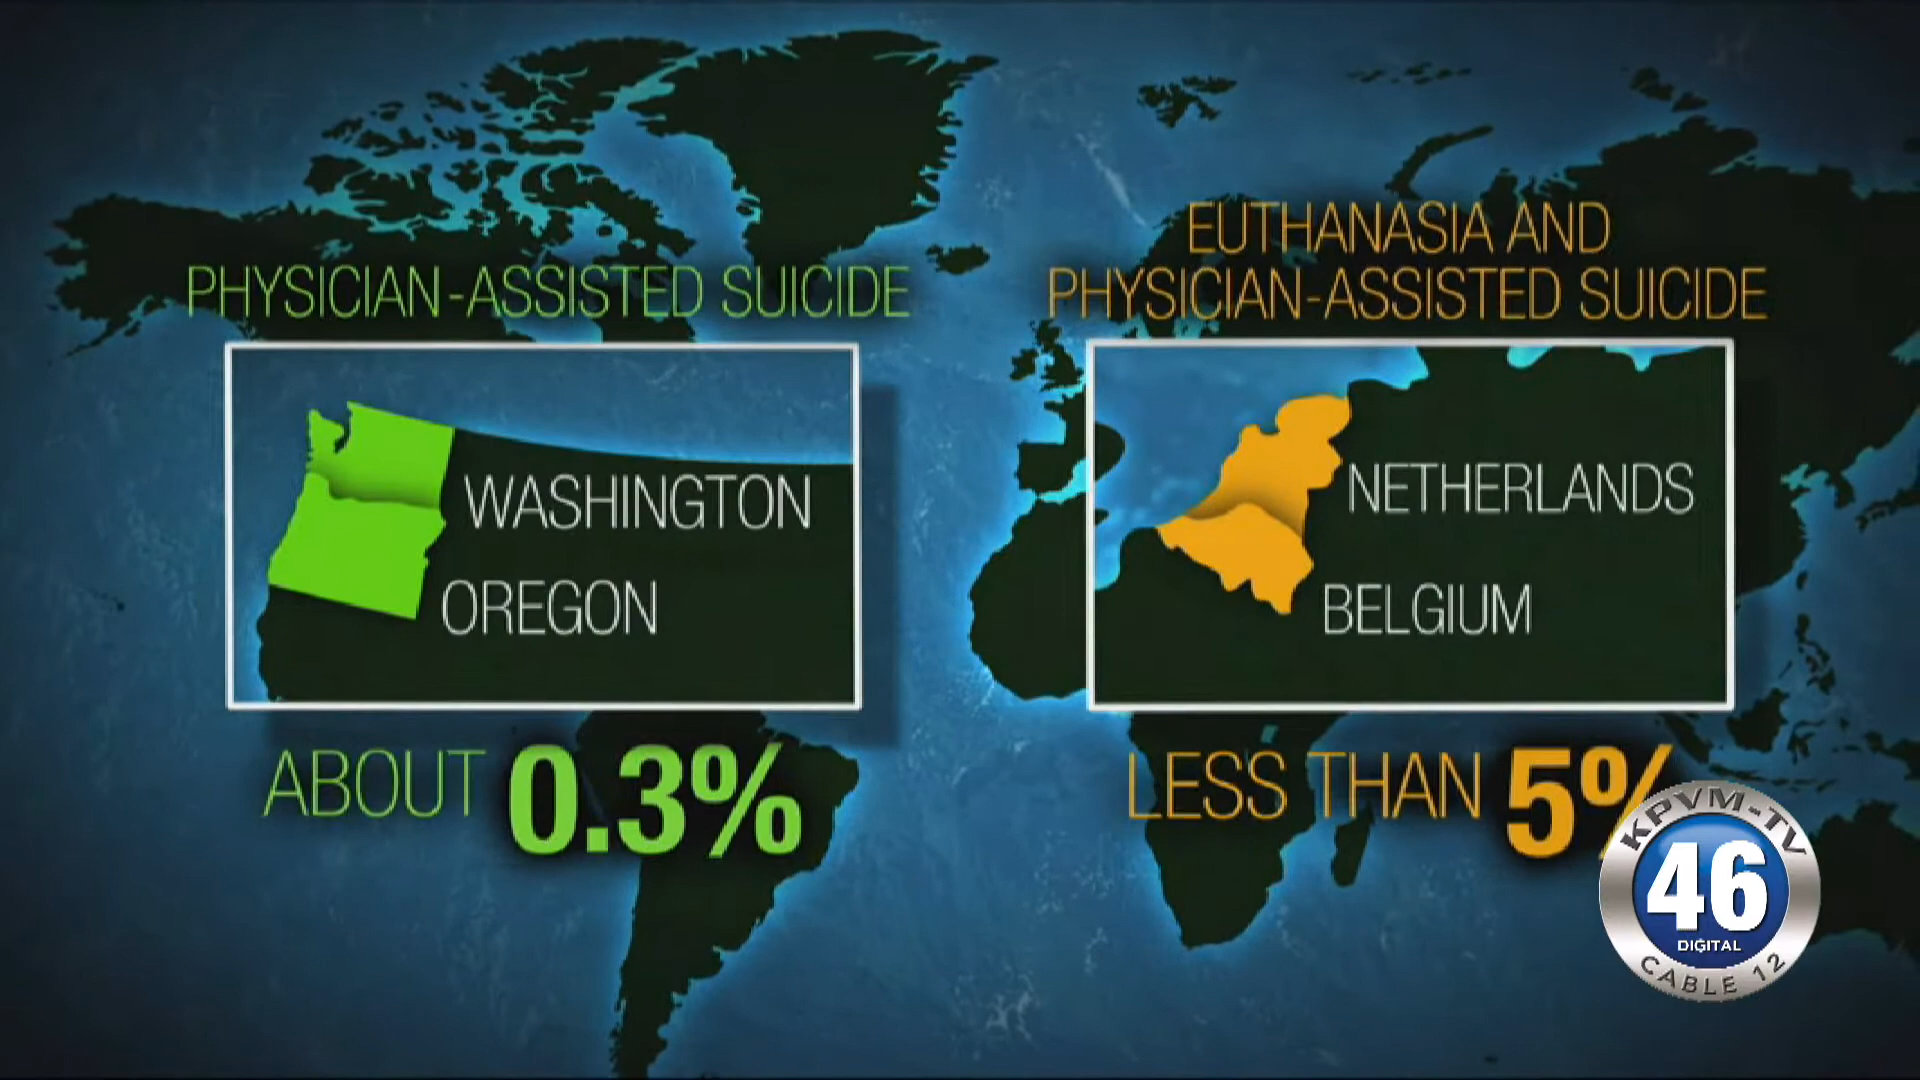 PHYSICIAN-ASSISTED SUICIDE
WASHINGTON
OREGON
ABOUT 0.3%
EUTHANASIA AND
PHYSICIAN-ASSISTED SUICIDE
NETHERLANDS
BELGIUM
LESS THAN 5%
KPVM-TV
46
DIGITAL
CABLE 12